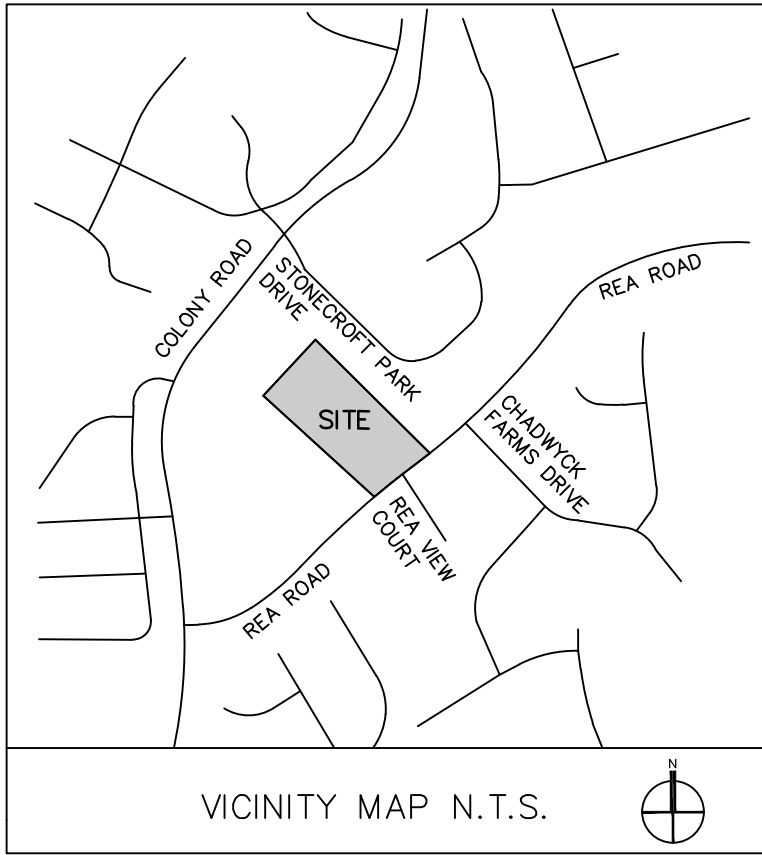 COLONY ROAD
STONECROFT PARK
DRIVE
REA ROAD
SITE
CHADWYCK
FARMS DRIVE
REA VIEW
COURT
REA ROAD
VICINITY MAP N.T.S.
N